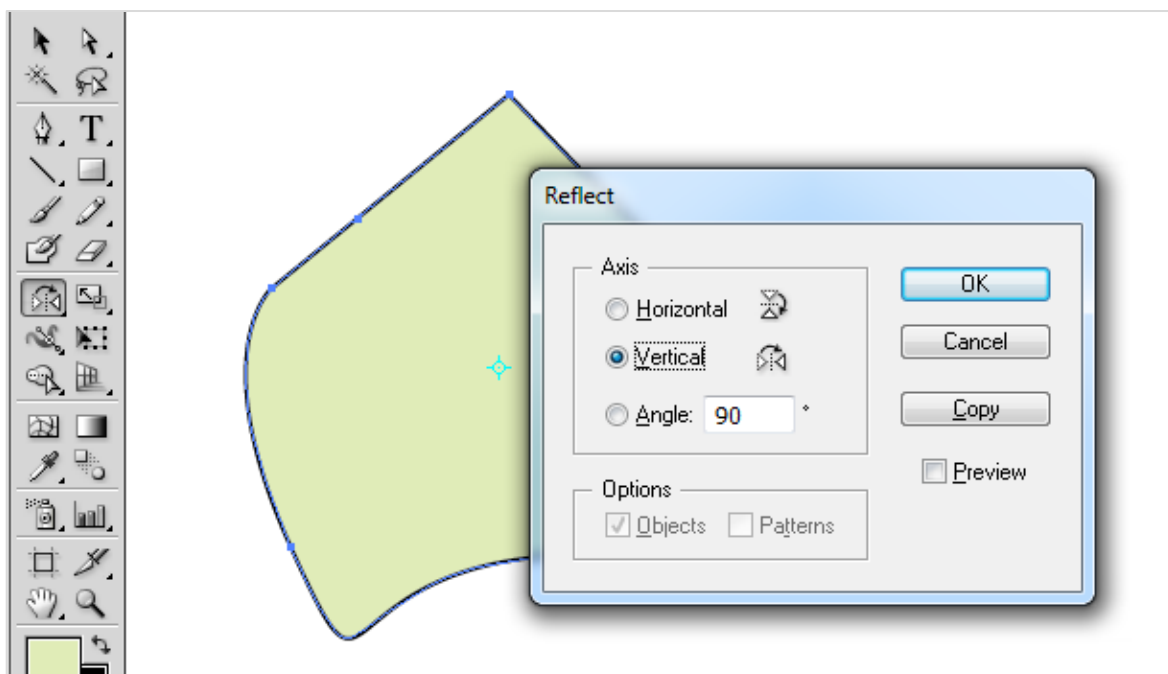 T
Reflect
Axis
Horizontal
Vertical
Angle: 90 °
Options
Objects Patterns
OK
Cancel
Copy
Preview